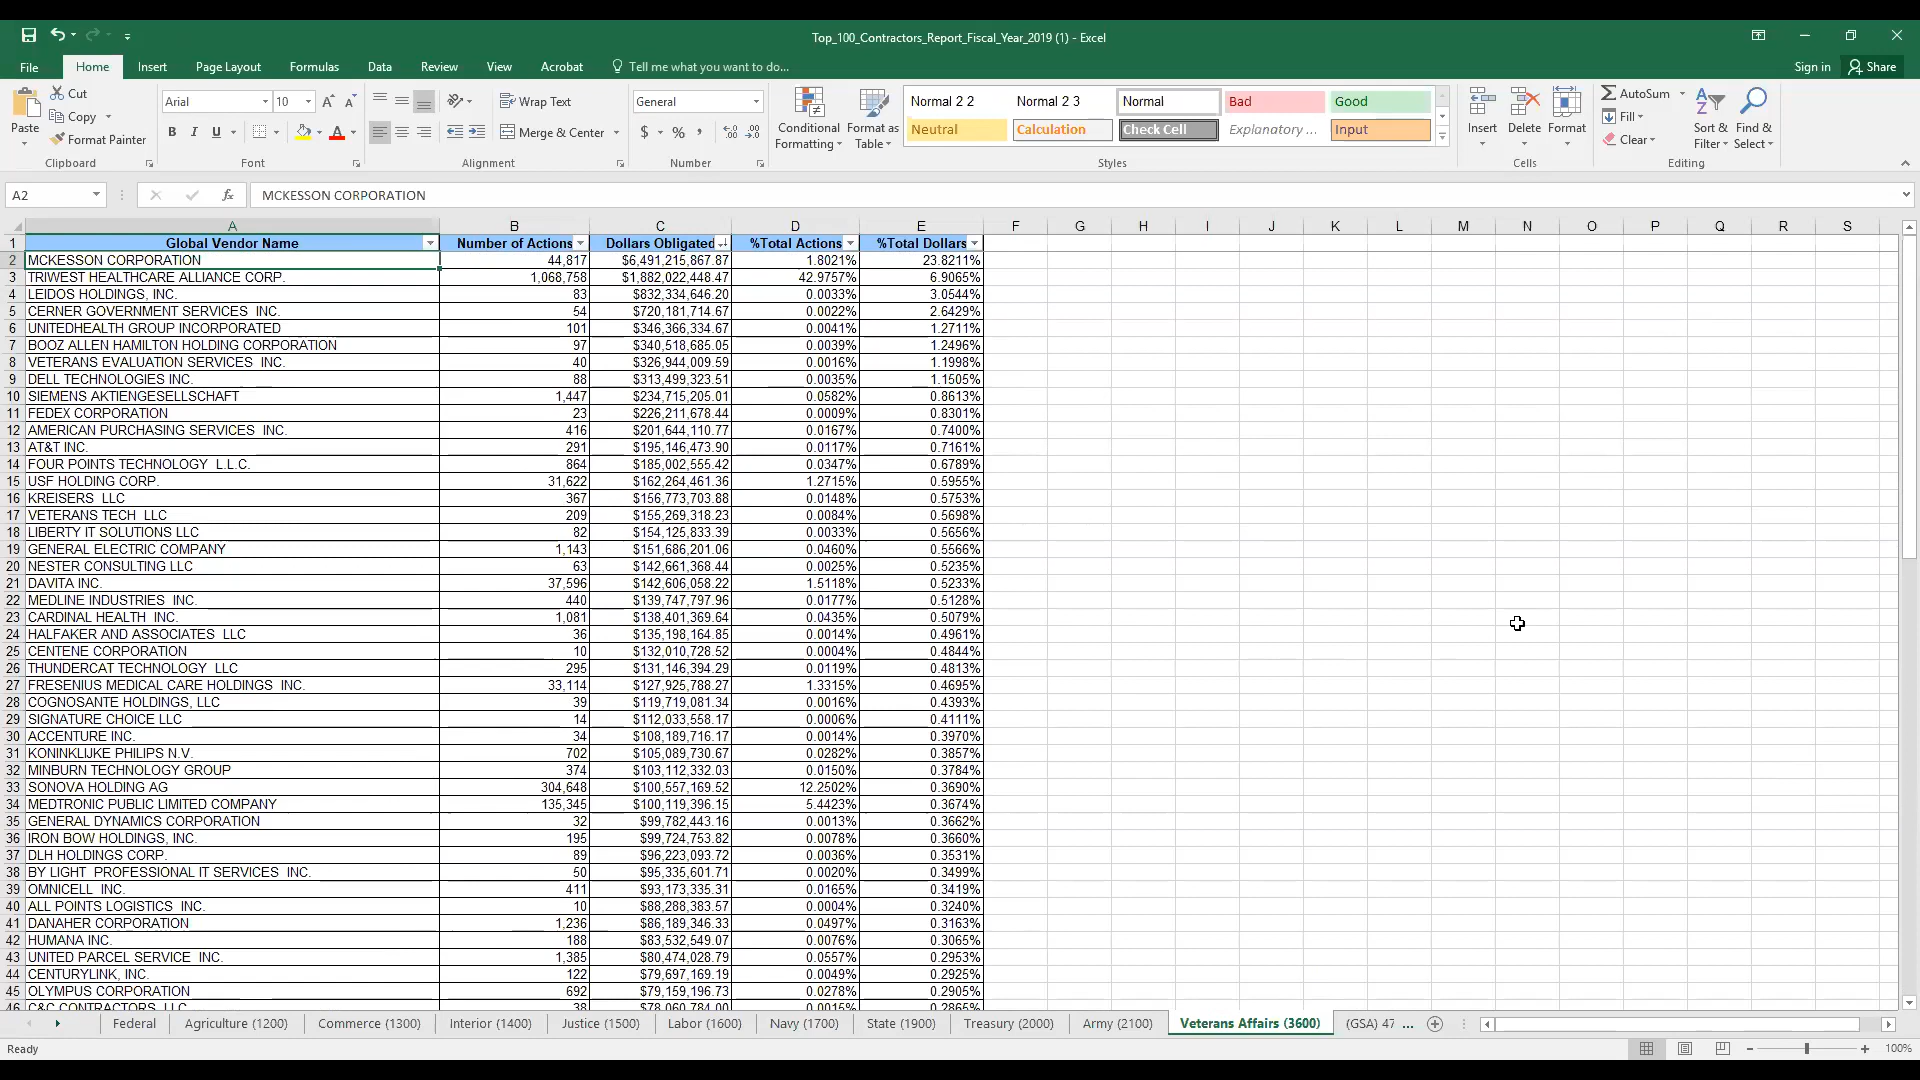 Top_100_Contractors_Report_Fiscal_Year_2019 (1) - Excel
File Home Insert Page Layout Formulas Data Review View Acrobat Tell me what you want to do... Sign in Share
Cut Arial 10 Wrap Text General Normal 2 2 Normal 2 3 Normal Bad Good AutoSum
Paste Copy Format Painter B I U Merge & Center $ % Conditional Formatting Format as Table Neutral Calculation Check Cell Explanatory ... Input Insert Delete Format Fill Clear Sort & Filter Find & Select
Clipboard Font Alignment Number Styles Cells Editing
A2 fx MCKESSON CORPORATION
A B C D E F G H I J K L M N O P Q R S
1 Global Vendor Name Number of Actions Dollars Obligated %Total Actions %Total Dollars
2 MCKESSON CORPORATION 44,817 $6,491,215,867.87 1.8021% 23.8211%
3 TRIWEST HEALTHCARE ALLIANCE CORP. 1,068,758 $1,882,022,448.47 42.9757% 6.9065%
4 LEIDOS HOLDINGS, INC. 83 $832,334,646.20 0.0033% 3.0544%
5 CERNER GOVERNMENT SERVICES  INC. 54 $720,181,714.67 0.0022% 2.6429%
6 UNITEDHEALTH GROUP INCORPORATED 101 $346,366,334.67 0.0041% 1.2711%
7 BOOZ ALLEN HAMILTON HOLDING CORPORATION 97 $340,518,685.05 0.0039% 1.2496%
8 VETERANS EVALUATION SERVICES  INC. 40 $326,944,009.59 0.0016% 1.1998%
9 DELL TECHNOLOGIES INC. 88 $313,499,323.51 0.0035% 1.1505%
10 SIEMENS AKTIENGESELLSCHAFT 1,447 $234,715,205.01 0.0582% 0.8613%
11 FEDEX CORPORATION 23 $226,211,678.44 0.0009% 0.8301%
12 AMERICAN PURCHASING SERVICES  INC. 416 $201,644,110.77 0.0167% 0.7400%
13 AT&T INC. 291 $195,146,473.90 0.0117% 0.7161%
14 FOUR POINTS TECHNOLOGY  L.L.C. 864 $185,002,555.42 0.0347% 0.6789%
15 USF HOLDING CORP. 31,622 $162,264,461.36 1.2715% 0.5955%
16 KREISERS  LLC 367 $156,773,703.88 0.0148% 0.5753%
17 VETERANS TECH  LLC 209 $155,269,318.23 0.0084% 0.5698%
18 LIBERTY IT SOLUTIONS LLC 82 $154,125,833.39 0.0033% 0.5656%
19 GENERAL ELECTRIC COMPANY 1,143 $151,686,201.06 0.0460% 0.5566%
20 NESTER CONSULTING LLC 63 $142,661,368.44 0.0025% 0.5235%
21 DAVITA INC. 37,596 $142,606,058.22 1.5118% 0.5233%
22 MEDLINE INDUSTRIES  INC. 440 $139,747,797.96 0.0177% 0.5128%
23 CARDINAL HEALTH  INC. 1,081 $138,401,369.64 0.0435% 0.5079%
24 HALFAKER AND ASSOCIATES  LLC 36 $135,198,164.85 0.0014% 0.4961%
25 CENTENE CORPORATION 10 $132,010,728.52 0.0004% 0.4844%
26 THUNDERCAT TECHNOLOGY  LLC 295 $131,146,394.29 0.0119% 0.4813%
27 FRESENIUS MEDICAL CARE HOLDINGS  INC. 33,114 $127,925,788.27 1.3315% 0.4695%
28 COGNOSANTE HOLDINGS, LLC 39 $119,719,081.34 0.0016% 0.4393%
29 SIGNATURE CHOICE LLC 14 $112,033,558.17 0.0006% 0.4111%
30 ACCENTURE INC. 34 $108,189,716.17 0.0014% 0.3970%
31 KONINKLIJKE PHILIPS N.V. 702 $105,089,730.67 0.0282% 0.3857%
32 MINBURN TECHNOLOGY GROUP 374 $103,112,332.03 0.0150% 0.3784%
33 SONOVA HOLDING AG 304,648 $100,557,169.52 12.2502% 0.3690%
34 MEDTRONIC PUBLIC LIMITED COMPANY 135,345 $100,119,396.15 5.4423% 0.3674%
35 GENERAL DYNAMICS CORPORATION 32 $99,782,443.16 0.0013% 0.3662%
36 IRON BOW HOLDINGS, INC. 195 $99,724,753.82 0.0078% 0.3660%
37 DLH HOLDINGS CORP. 89 $96,223,093.72 0.0036% 0.3531%
38 BY LIGHT  PROFESSIONAL IT SERVICES  INC. 50 $95,335,601.71 0.0020% 0.3499%
39 OMNICELL  INC. 411 $93,173,335.31 0.0165% 0.3419%
40 ALL POINTS LOGISTICS  INC. 10 $88,288,383.57 0.0004% 0.3240%
41 DANAHER CORPORATION 1,236 $86,189,346.33 0.0497% 0.3163%
42 HUMANA INC. 188 $83,532,549.07 0.0076% 0.3065%
43 UNITED PARCEL SERVICE  INC. 1,385 $80,474,028.79 0.0557% 0.2953%
44 CENTURYLINK, INC. 122 $79,697,169.19 0.0049% 0.2925%
45 OLYMPUS CORPORATION 692 $79,159,196.73 0.0278% 0.2905%
46 C&C CONTRACTORS  LLC 38 $78,060,784.00 0.0015% 0.2865%
Federal Agriculture (1200) Commerce (1300) Interior (1400) Justice (1500) Labor (1600) Navy (1700) State (1900) Treasury (2000) Army (2100) Veterans Affairs (3600) (GSA) 47 ...
Ready 100%